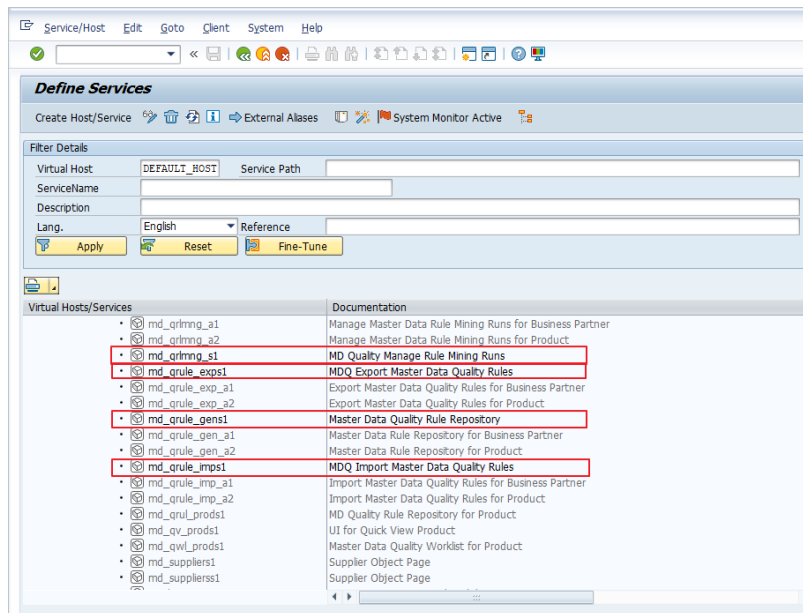 Service/Host Edit Goto Client System Help
Define Services
Create Host/Service External Aliases System Monitor Active
Filter Details
Virtual Host DEFAULT_HOST Service Path
ServiceName
Description
Lang. English Reference
Apply Reset Fine-Tune
Virtual Hosts/Services Documentation
md_qrlmng_a1 Manage Master Data Rule Mining Runs for Business Partner
md_qrlmng_a2 Manage Master Data Rule Mining Runs for Product
md_qrlmng_s1 MD Quality Manage Rule Mining Runs
md_qrule_exps1 MDQ Export Master Data Quality Rules
md_qrule_exp_a1 Export Master Data Quality Rules for Business Partner
md_qrule_exp_a2 Export Master Data Quality Rules for Product
md_qrule_gens1 Master Data Quality Rule Repository
md_qrule_gen_a1 Master Data Rule Repository for Business Partner
md_qrule_gen_a2 Master Data Rule Repository for Product
md_qrule_imps1 MDQ Import Master Data Quality Rules
md_qrule_imp_a1 Import Master Data Quality Rules for Business Partner
md_qrule_imp_a2 Import Master Data Quality Rules for Product
md_qrul_prods1 MD Quality Rule Repository for Product
md_qv_prods1 UI for Quick View Product
md_qwl_prods1 Master Data Quality Worklist for Product
md_suppliers1 Supplier Object Page
md_supplierss1 Supplier Object Page